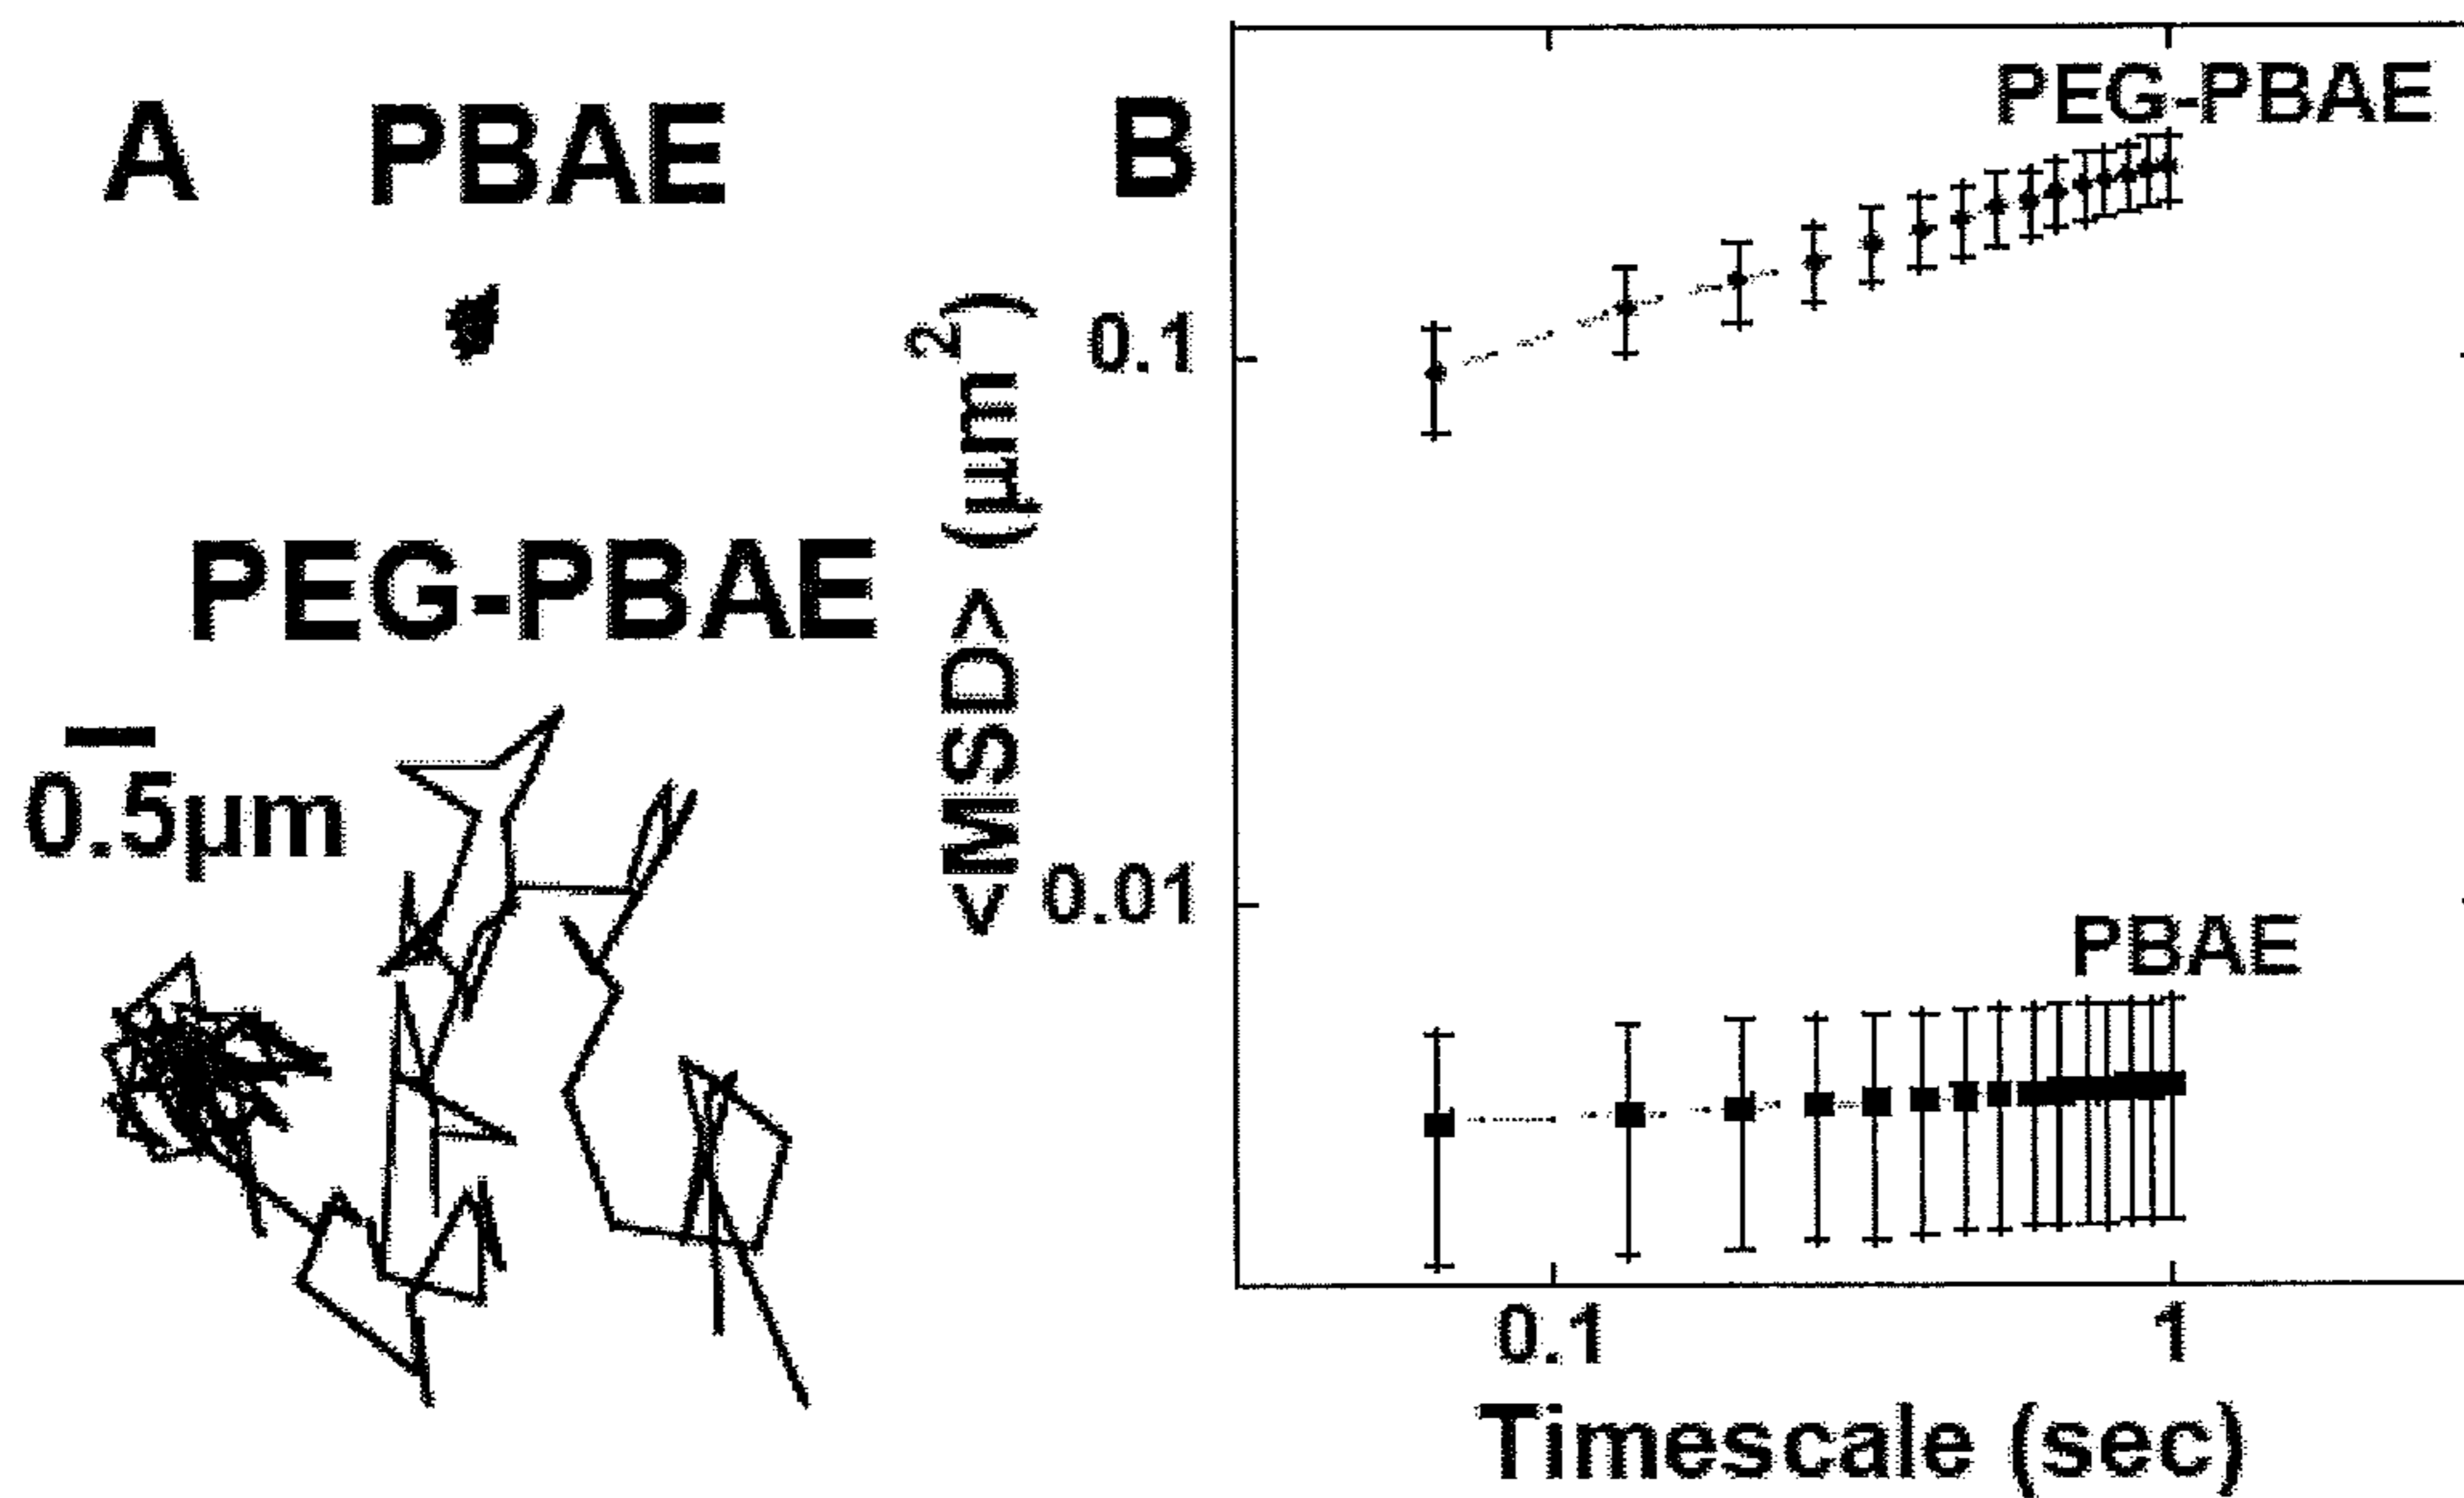 A PBAE
PEG-PBAE
0.5µm
B
<MSD> (µm²)
0.1
0.01
PEG-PBAE
PBAE
0.1 1
Timescale (sec)